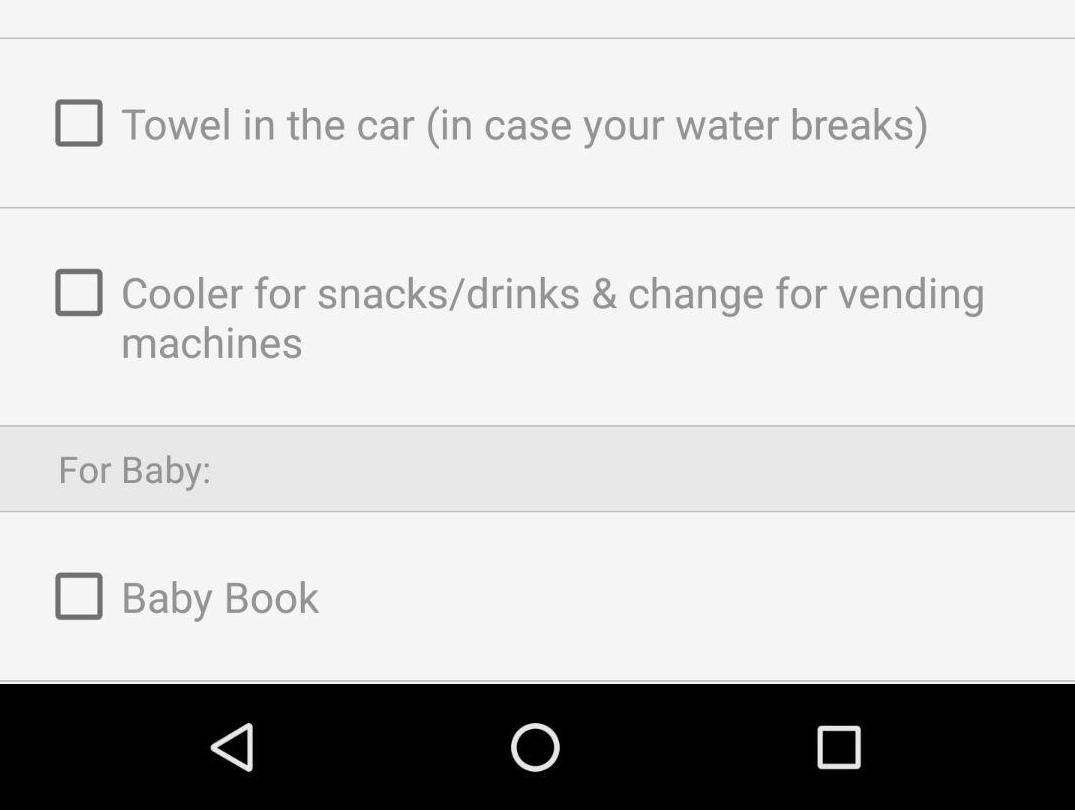 Towel in the car (in case your water breaks)
Cooler for snacks/drinks & change for vending
machines
For Baby:
Baby Book